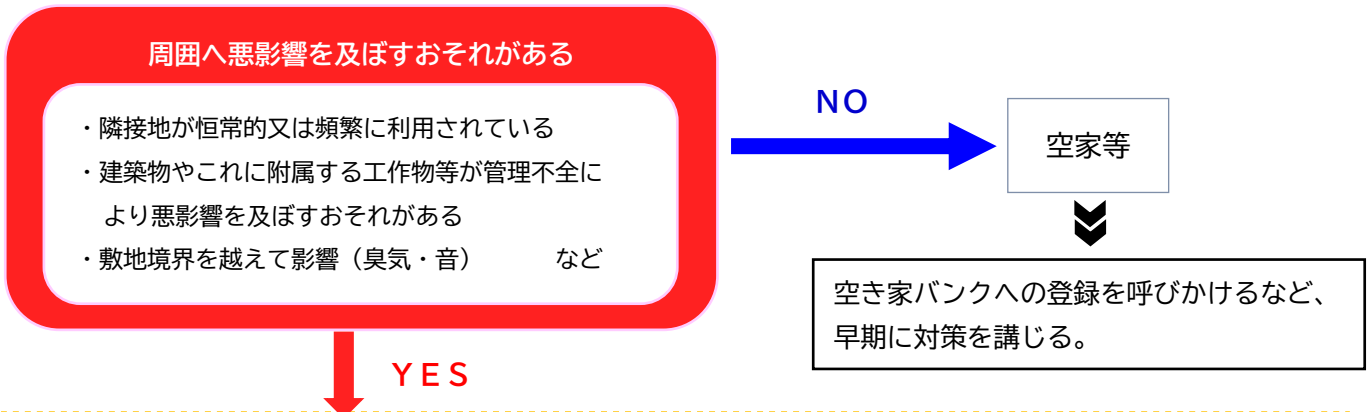 周囲へ悪影響を及ぼすおそれがある
・隣接地が恒常的又は頻繁に利用されている
・建築物やこれに附属する工作物等が管理不全に
より悪影響を及ぼすおそれがある
・敷地境界を越えて影響（臭気・音）　　　など
NO
空家等
空き家バンクへの登録を呼びかけるなど、
早期に対策を講じる。
YES